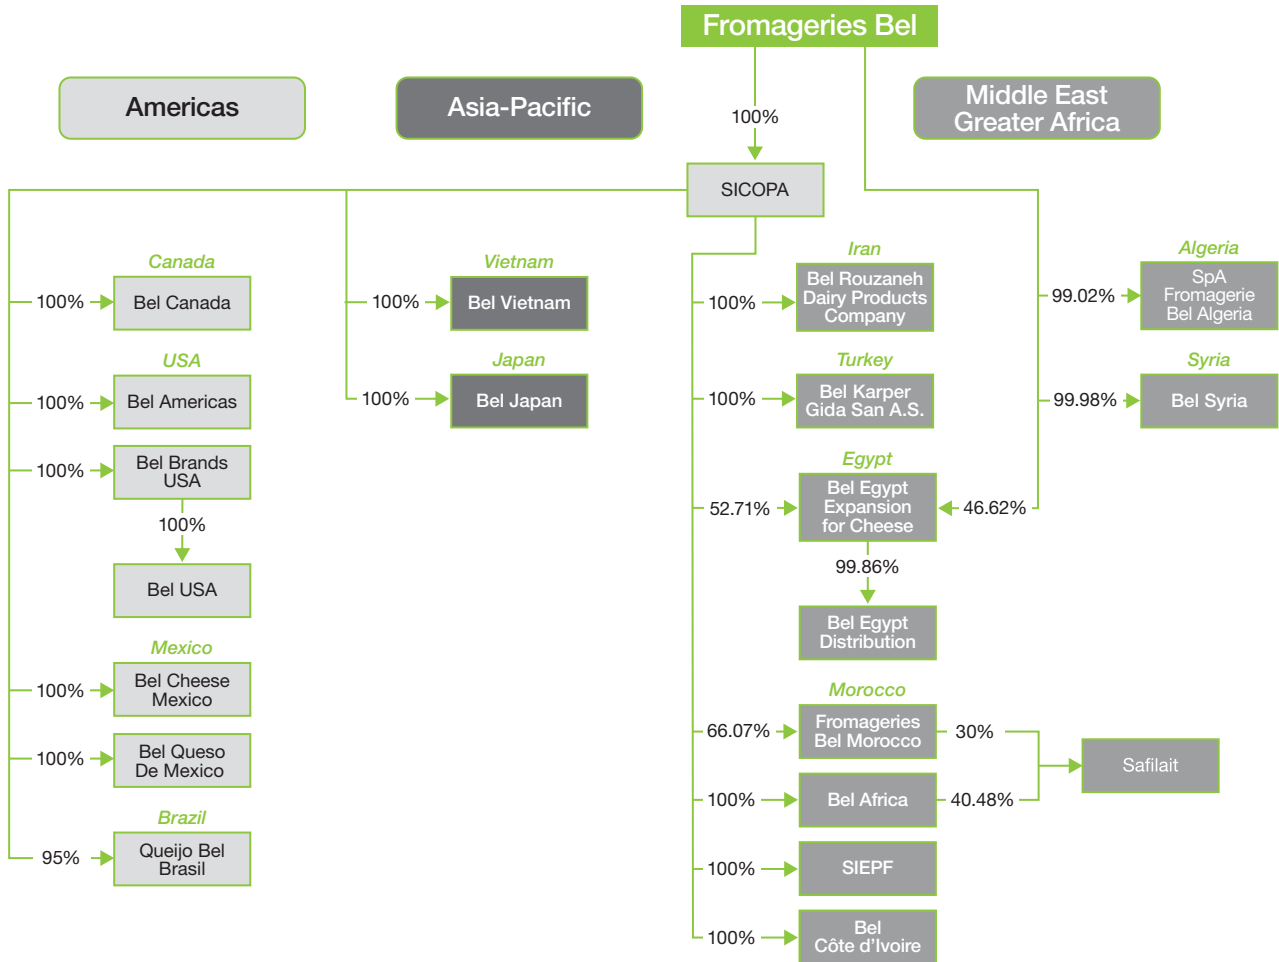 Fromageries Bel
Americas
Asia-Pacific
Middle East
Greater Africa
100%
SICOPA
Canada
100%
Bel Canada
USA
100%
Bel Americas
100%
Bel Brands
USA
100%
Bel USA
Mexico
100%
Bel Cheese
Mexico
100%
Bel Queso
De Mexico
Brazil
95%
Queijo Bel
Brasil
Vietnam
100%
Bel Vietnam
Japan
100%
Bel Japan
Iran
100%
Bel Rouzaneh
Dairy Products
Company
Turkey
100%
Bel Karper
Gida San A.S.
Egypt
52.71%
Bel Egypt
Expansion
for Cheese
46.62%
99.86%
Bel Egypt
Distribution
Morocco
66.07%
Fromageries
Bel Morocco
30%
100%
Bel Africa
40.48%
Safilait
100%
SIEPF
100%
Bel
Côte d'Ivoire
Algeria
99.02%
SpA
Fromagerie
Bel Algeria
Syria
99.98%
Bel Syria